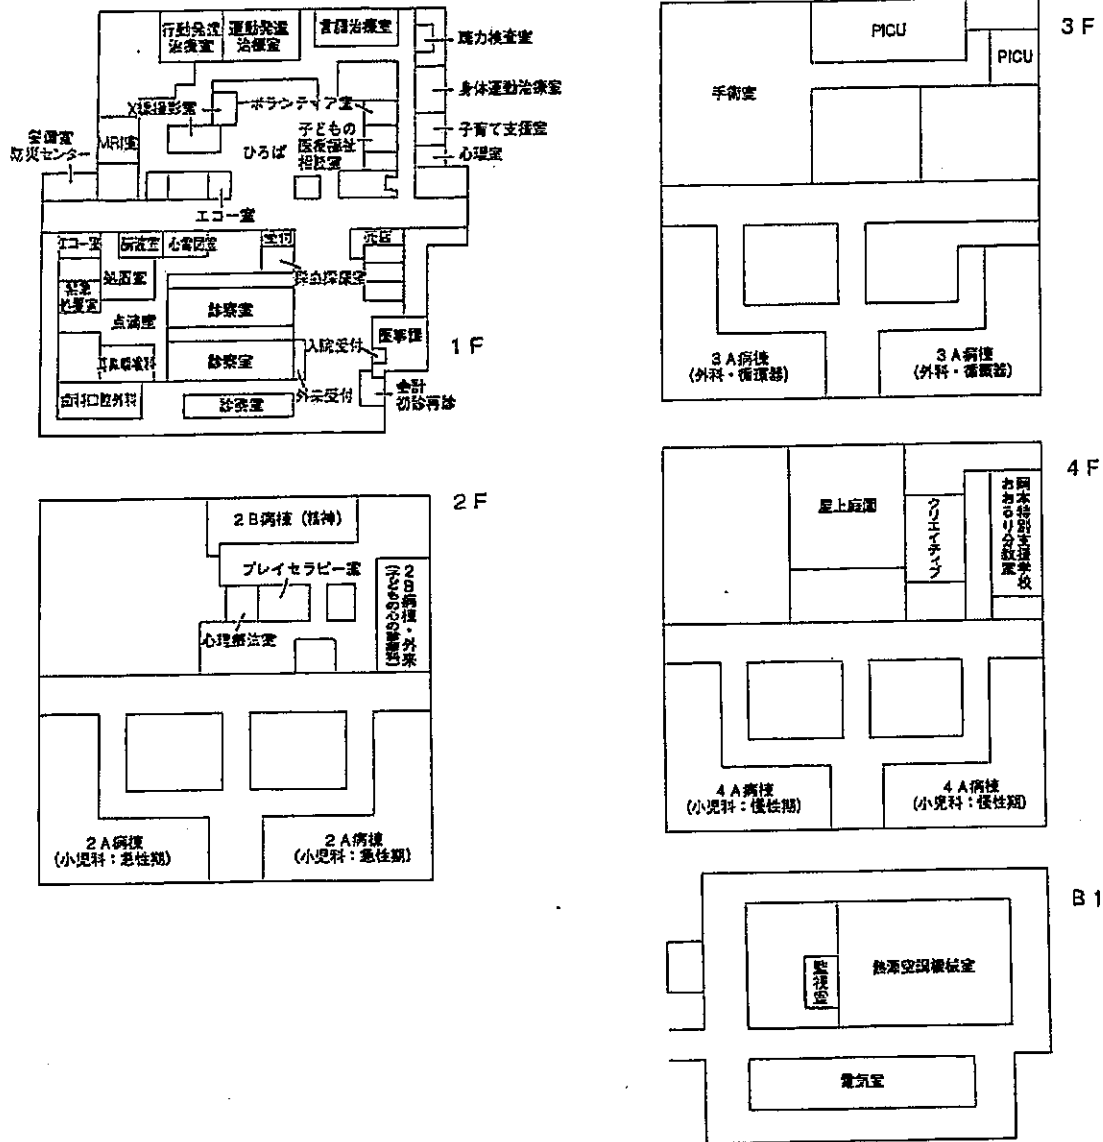 1F
行動発達
治療室
運動発達
治療室
言語治療室
聴力検査室
身体運動治療室
子育て支援室
心理室
X線撮影室
ボランティア室
子どもの
医療福祉
相談室
ひろば
MRI室
警備室
防災センター
エコー室
エコー室
脳波室
心電図室
受付
売店
採血採尿室
処置室
緊急
処置室
点滴室
診察室
診察室
診察室
耳鼻咽喉科
歯科口腔外科
入院受付
外来受付
医事課
会計
初診再診
2F
2B病棟(精神)
プレイセラピー室
心理療法室
2B病棟・外来
(子どもの心の診療科)
2A病棟
(小児科:急性期)
2A病棟
(小児科:急性期)
3F
PICU
PICU
手術室
3A病棟
(外科・循環器)
3A病棟
(外科・循環器)
4F
屋上庭園
クリエイティブ
岡本特別支援学校
おおるり分教室
4A病棟
(小児科:慢性期)
4A病棟
(小児科:慢性期)
B1
監視室
熱源空調機械室
電気室